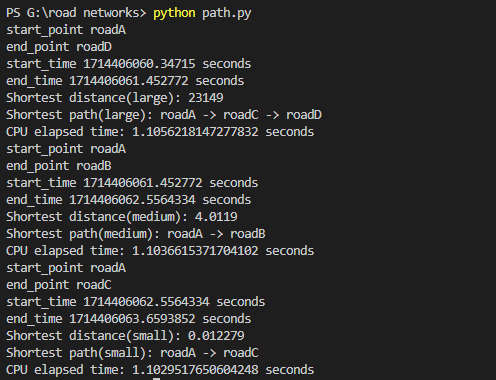 PS G:\road networks> python path.py
start_point roadA
end_point roadD
start_time 1714406060.34715 seconds
end_time 1714406061.452772 seconds
Shortest distance(large): 23149
Shortest path(large): roadA -> roadC -> roadD
CPU elapsed time: 1.1056218147277832 seconds
start_point roadA
end_point roadB
start_time 1714406061.452772 seconds
end_time 1714406062.5564334 seconds
Shortest distance(medium): 4.0119
Shortest path(medium): roadA -> roadB
CPU elapsed time: 1.1036615371704102 seconds
start_point roadA
end_point roadC
start_time 1714406062.5564334 seconds
end_time 1714406063.6593852 seconds
Shortest distance(small): 0.012279
Shortest path(small): roadA -> roadC
CPU elapsed time: 1.1029517650604248 seconds